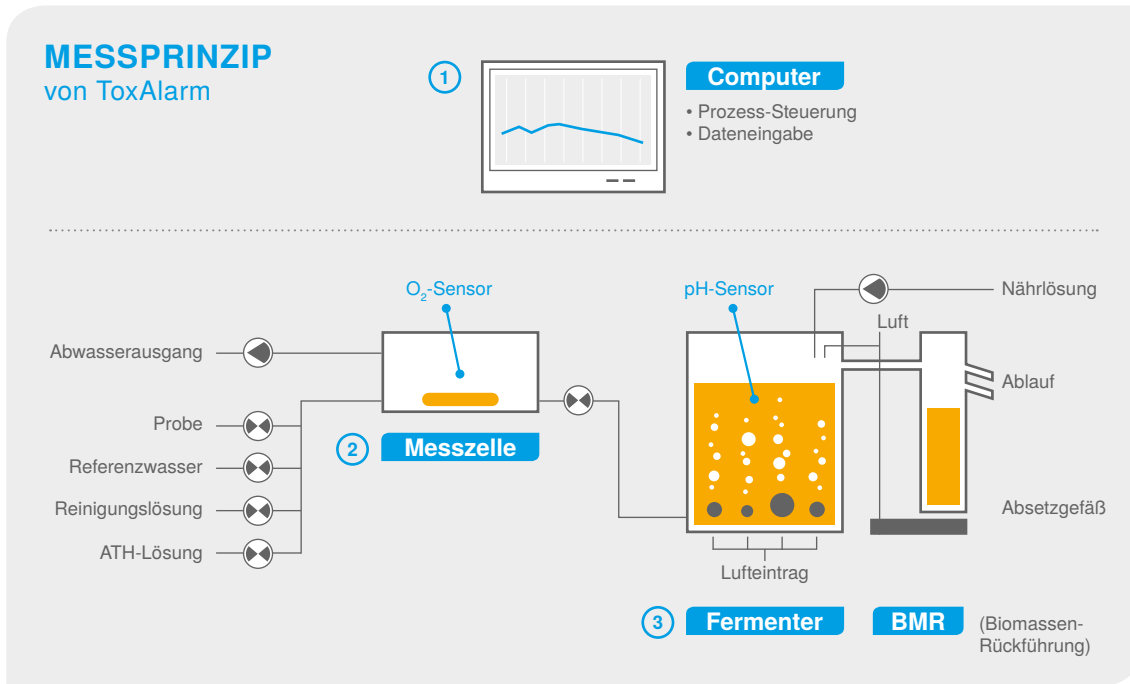 MESSPRINZIP
von ToxAlarm
1
Computer
• Prozess-Steuerung
• Dateneingabe
O2-Sensor
pH-Sensor
Nährlösung
Luft
Abwasserausgang
Ablauf
Probe
2
Messzelle
Referenzwasser
Reinigungslösung
Absetzgefäß
ATH-Lösung
Lufteintrag
3
Fermenter
BMR
(Biomassen-
Rückführung)